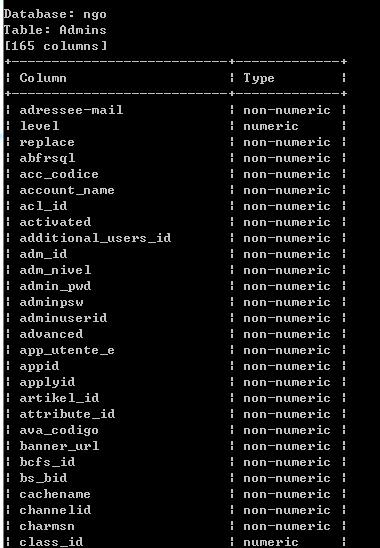 Database: ngo
Table: Admins
[165 columns]
+---------------------------+-------------+
¦ Column ¦ Type ¦
+---------------------------+-------------+
¦ adressee-mail ¦ non-numeric ¦
¦ level ¦ numeric ¦
¦ replace ¦ non-numeric ¦
¦ abfrsql ¦ non-numeric ¦
¦ acc_codice ¦ non-numeric ¦
¦ account_name ¦ non-numeric ¦
¦ acl_id ¦ non-numeric ¦
¦ activated ¦ non-numeric ¦
¦ additional_users_id ¦ non-numeric ¦
¦ adm_id ¦ non-numeric ¦
¦ adm_nivel ¦ non-numeric ¦
¦ admin_pwd ¦ non-numeric ¦
¦ adminpsw ¦ non-numeric ¦
¦ adminuserid ¦ non-numeric ¦
¦ advanced ¦ non-numeric ¦
¦ app_utente_e ¦ non-numeric ¦
¦ appid ¦ non-numeric ¦
¦ applyid ¦ non-numeric ¦
¦ artikel_id ¦ non-numeric ¦
¦ attribute_id ¦ non-numeric ¦
¦ ava_codigo ¦ non-numeric ¦
¦ banner_url ¦ non-numeric ¦
¦ bcfs_id ¦ non-numeric ¦
¦ bs_bid ¦ non-numeric ¦
¦ cachename ¦ non-numeric ¦
¦ channelid ¦ non-numeric ¦
¦ charmsn ¦ non-numeric ¦
¦ class_id ¦ numeric ¦